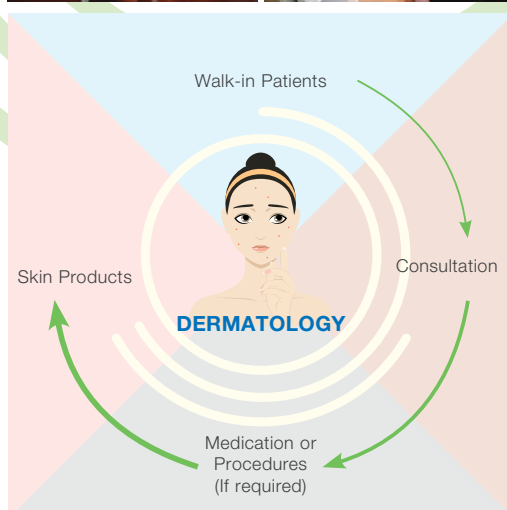 Walk-in Patients
Consultation
Skin Products
DERMATOLOGY
Medication or
Procedures
(If required)